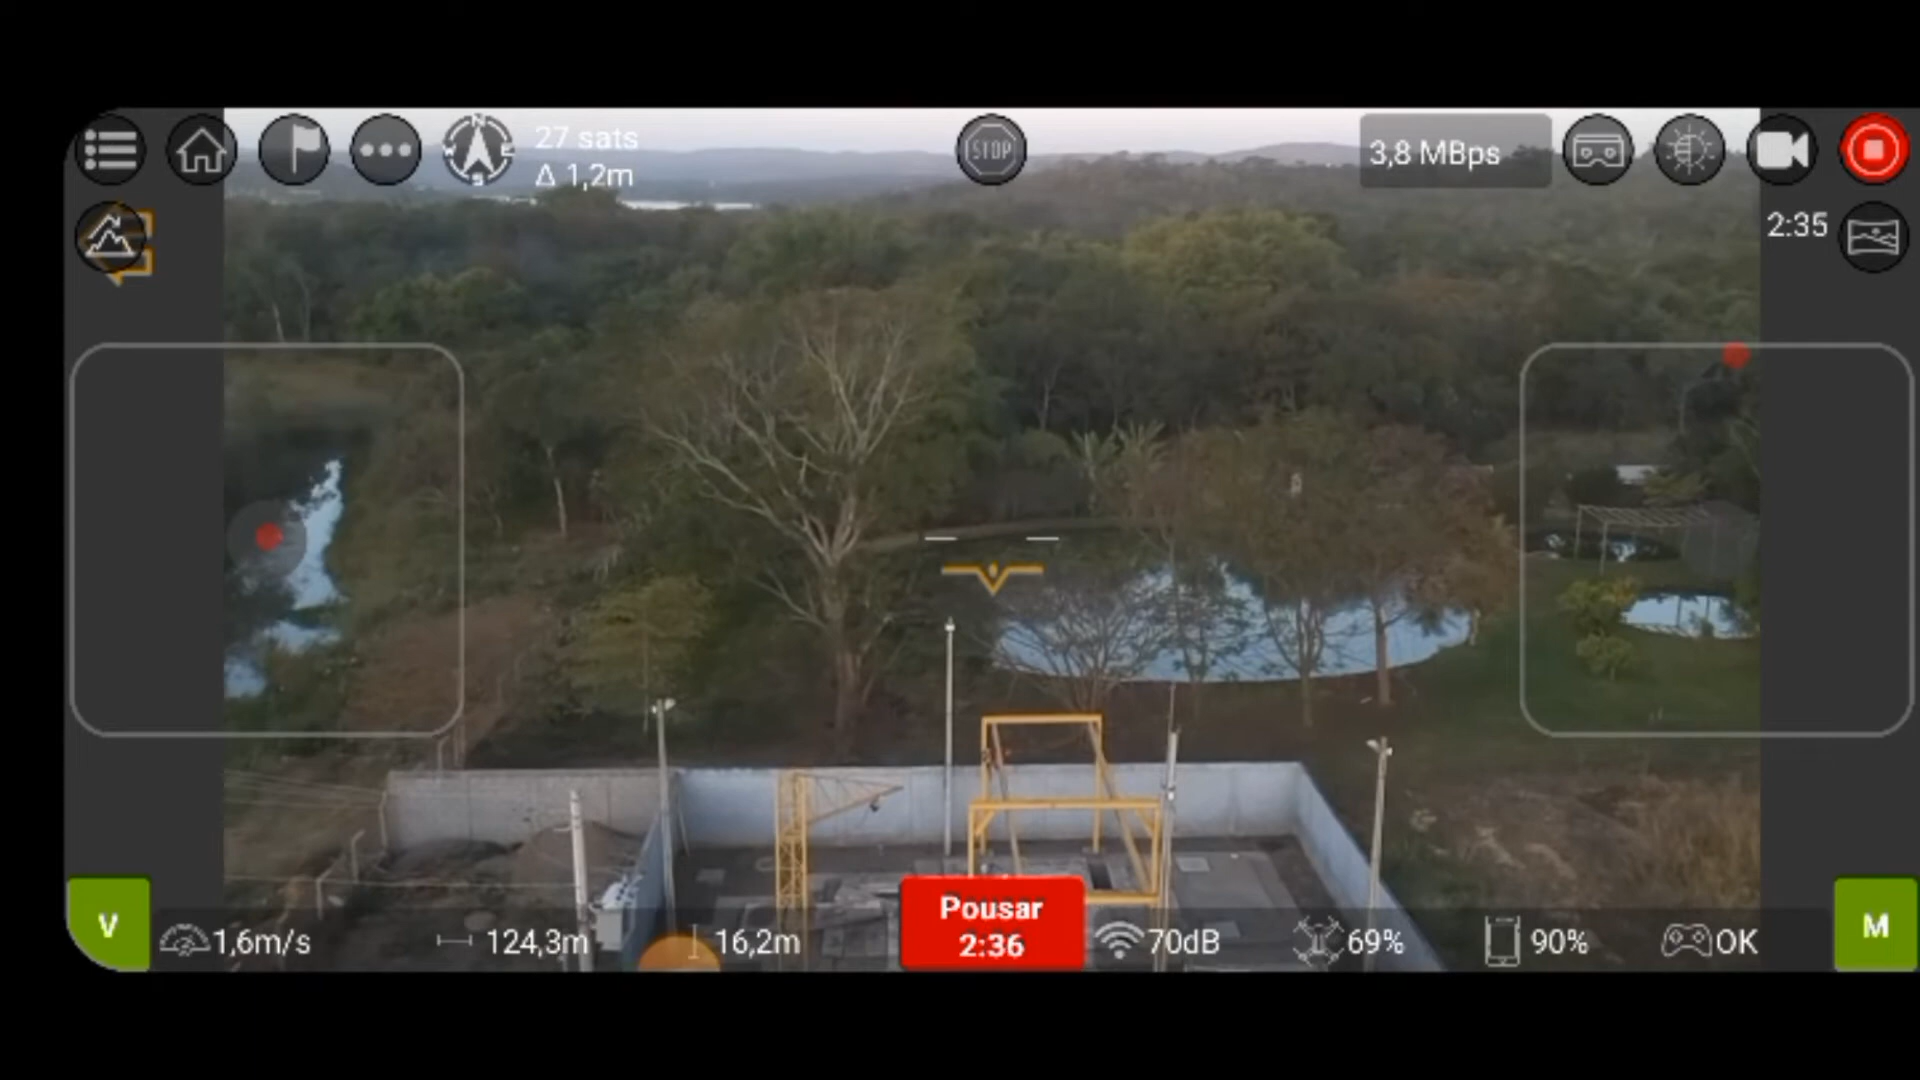 N
27 sats
Δ 1,2m
S
STOP
3,8 MBps
2:35
V
1,6m/s
124,3m
16,2m
Pousar
2:36
70dB
69%
90%
OK
M